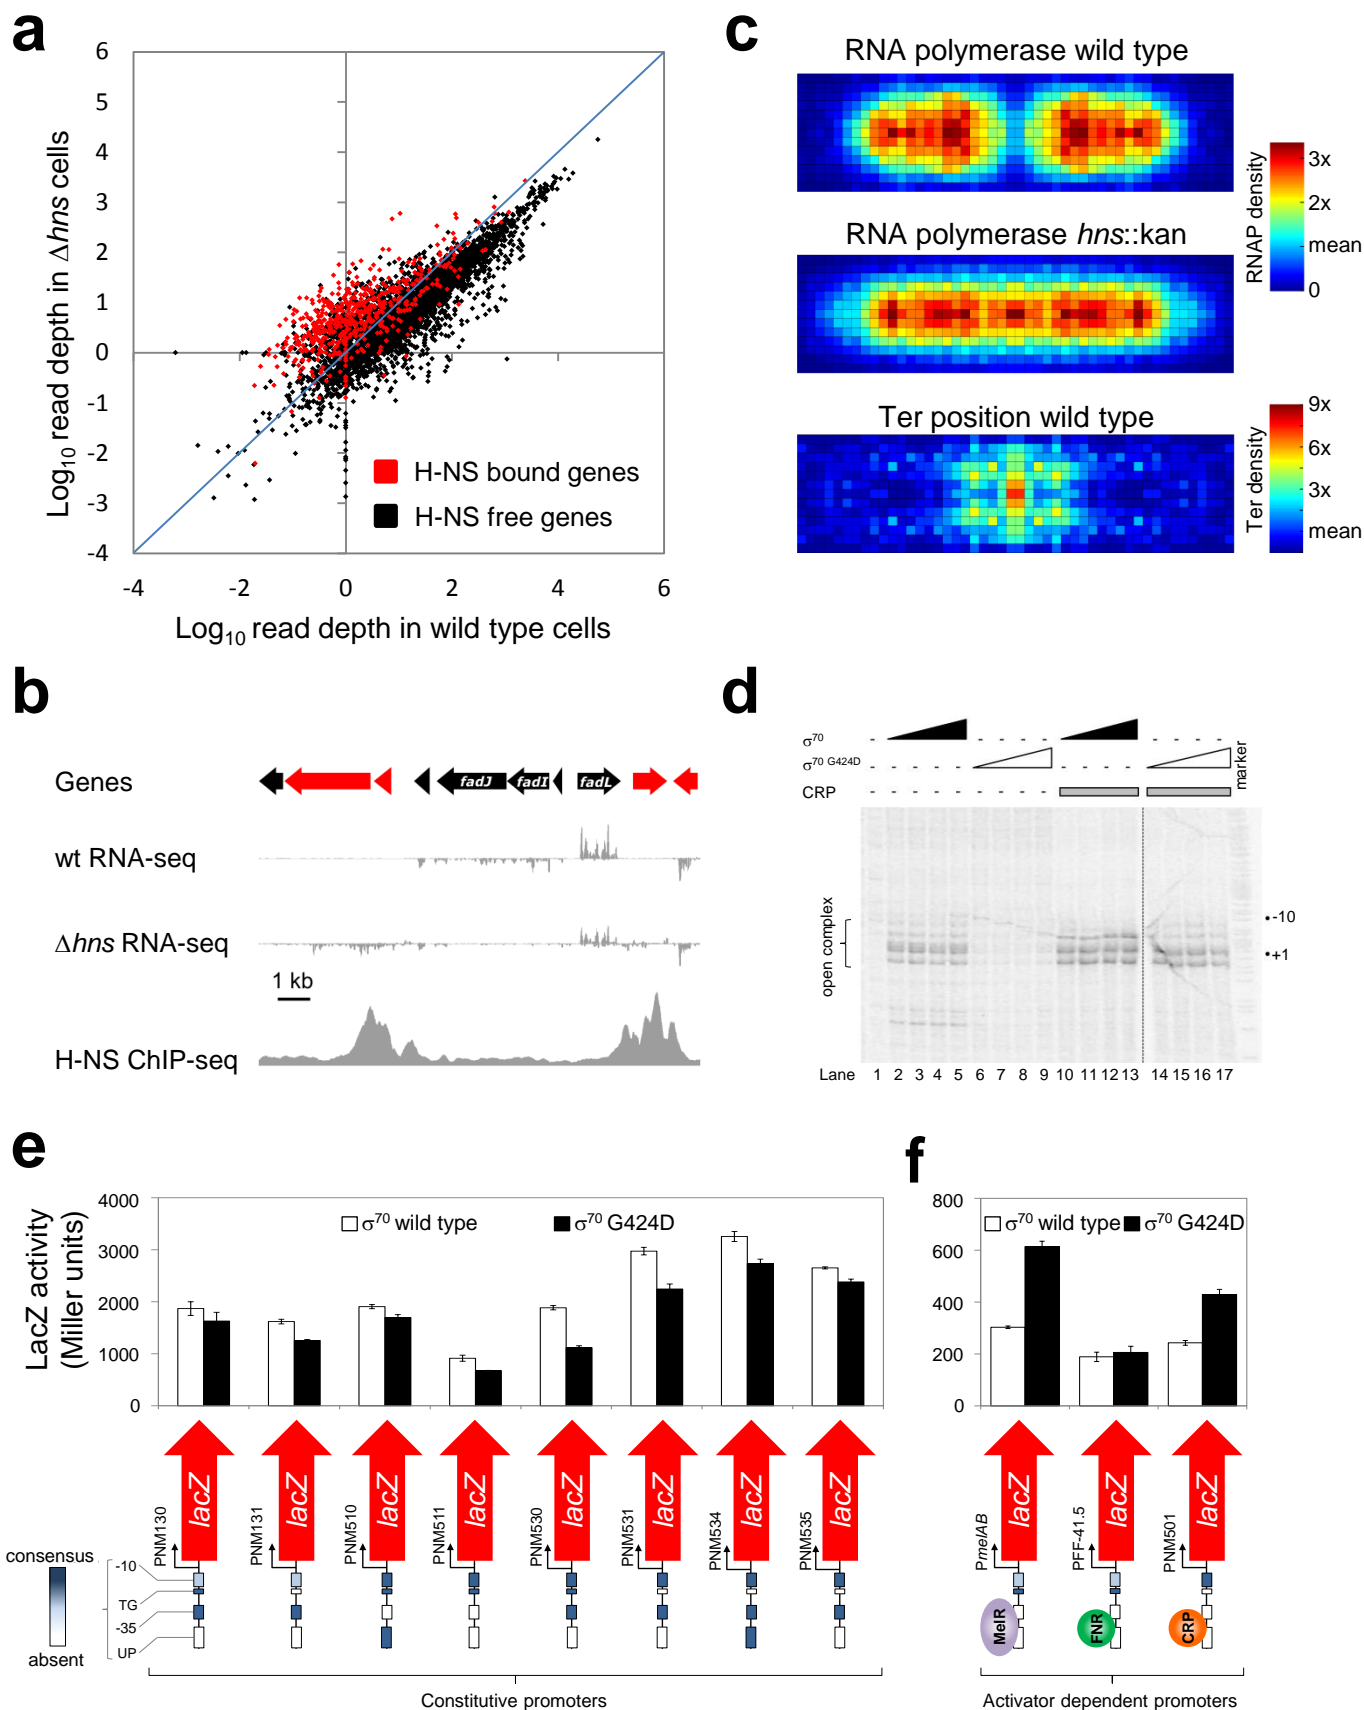 a
6
5
4
3
2
1
0
-1
-2
-3
-4
-4 -2 0 2 4 6
Log10 read depth in Δhns cells
Log10 read depth in wild type cells
H-NS bound genes
H-NS free genes
c
RNA polymerase wild type
RNA polymerase hns::kan
Ter position wild type
RNAP density
3x
2x
mean
0
Ter density
9x
6x
3x
mean
b
Genes
fadJ fadI fadL
wt RNA-seq
Δhns RNA-seq
1 kb
H-NS ChIP-seq
d
σ70 - - - - - - - - -
σ70 G424D - - - - - - - - -
CRP - - - - - - - - -
marker
open complex
-10
+1
Lane 1 2 3 4 5 6 7 8 9 10 11 12 13 14 15 16 17
e
LacZ activity
(Miller units)
4000
3000
2000
1000
0
σ70 wild type σ70 G424D
PNM130 lacZ
PNM131 lacZ
PNM510 lacZ
PNM511 lacZ
PNM530 lacZ
PNM531 lacZ
PNM534 lacZ
PNM535 lacZ
consensus
absent
-10
TG
-35
UP
Constitutive promoters
f
800
600
400
200
0
σ70 wild type σ70 G424D
PmelAB lacZ
PFF-41.5 lacZ
PNM501 lacZ
MelR
FNR
CRP
Activator dependent promoters